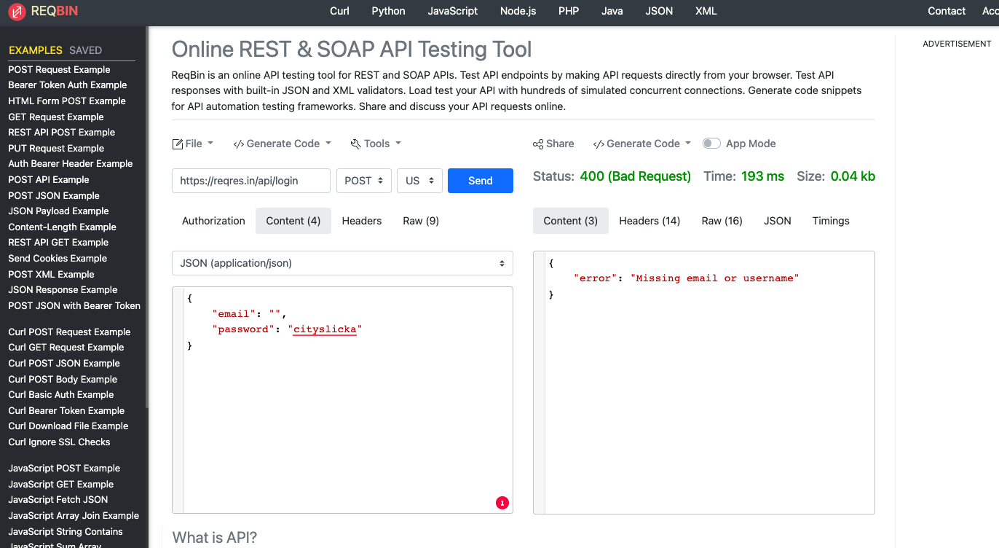 REQBIN
Curl Python JavaScript Node.js PHP Java JSON XML
Contact
EXAMPLES SAVED
POST Request Example
Bearer Token Auth Example
HTML Form POST Example
GET Request Example
REST API POST Example
PUT Request Example
Auth Bearer Header Example
POST API Example
POST JSON Example
JSON Payload Example
Content-Length Example
REST API GET Example
Send Cookies Example
POST XML Example
JSON Response Example
POST JSON with Bearer Token
Curl POST Request Example
Curl GET Request Example
Curl POST JSON Example
Curl POST Body Example
Curl Basic Auth Example
Curl Bearer Token Example
Curl Download File Example
Curl Ignore SSL Checks
JavaScript POST Example
JavaScript GET Example
JavaScript Fetch JSON
JavaScript Array Join Example
JavaScript String Contains
JavaScript Sum Array
Online REST & SOAP API Testing Tool
ReqBin is an online API testing tool for REST and SOAP APIs. Test API endpoints by making API requests directly from your browser. Test API
responses with built-in JSON and XML validators. Load test your API with hundreds of simulated concurrent connections. Generate code snippets
for API automation testing frameworks. Share and discuss your API requests online.
File </> Generate Code Tools
https://reqres.in/api/login POST US Send
Authorization Content (4) Headers Raw (9)
JSON (application/json)
{
"email": "",
"password": "cityslicka"
}
1
Share </> Generate Code App Mode
Status: 400 (Bad Request) Time: 193 ms Size: 0.04 kb
Content (3) Headers (14) Raw (16) JSON Timings
{
"error": "Missing email or username"
}
What is API?
ADVERTISEMENT